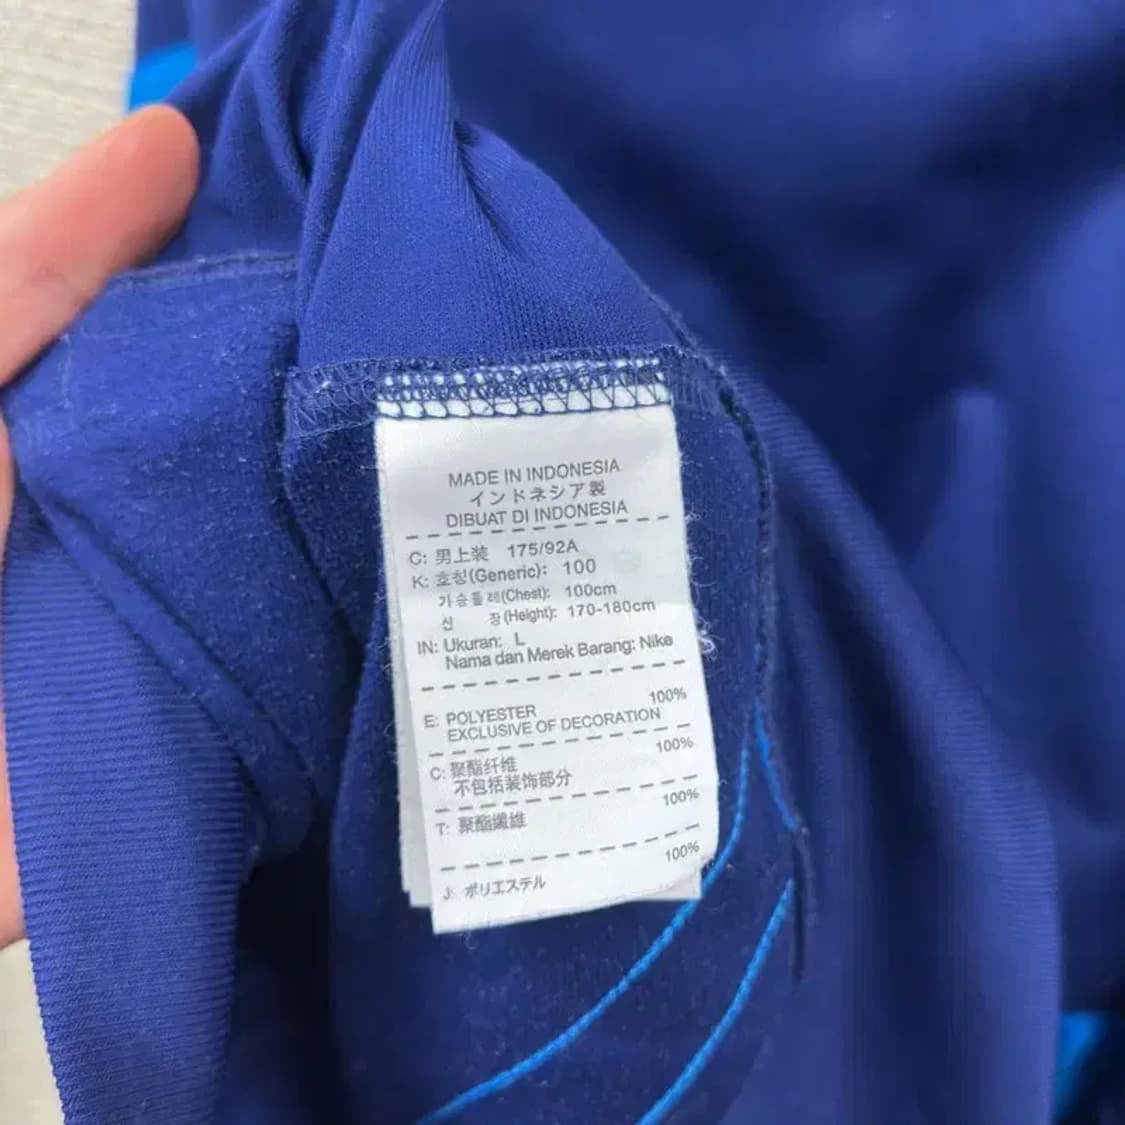 MADE IN INDONESIA
インドネシア製
DIBUAT DI INDONESIA
C: 男上装 175/92A
K: 호칭(Generic): 100
가슴둘레(Chest): 100cm
신 장(Height): 170-180cm
IN: Ukuran: L
Nama dan Merek Barang: Nike
100%
E: POLYESTER
EXCLUSIVE OF DECORATION
100%
C: 聚酯纤维
不包括装饰部分
100%
T: 聚酯纖維
100%
J: ポリエステル